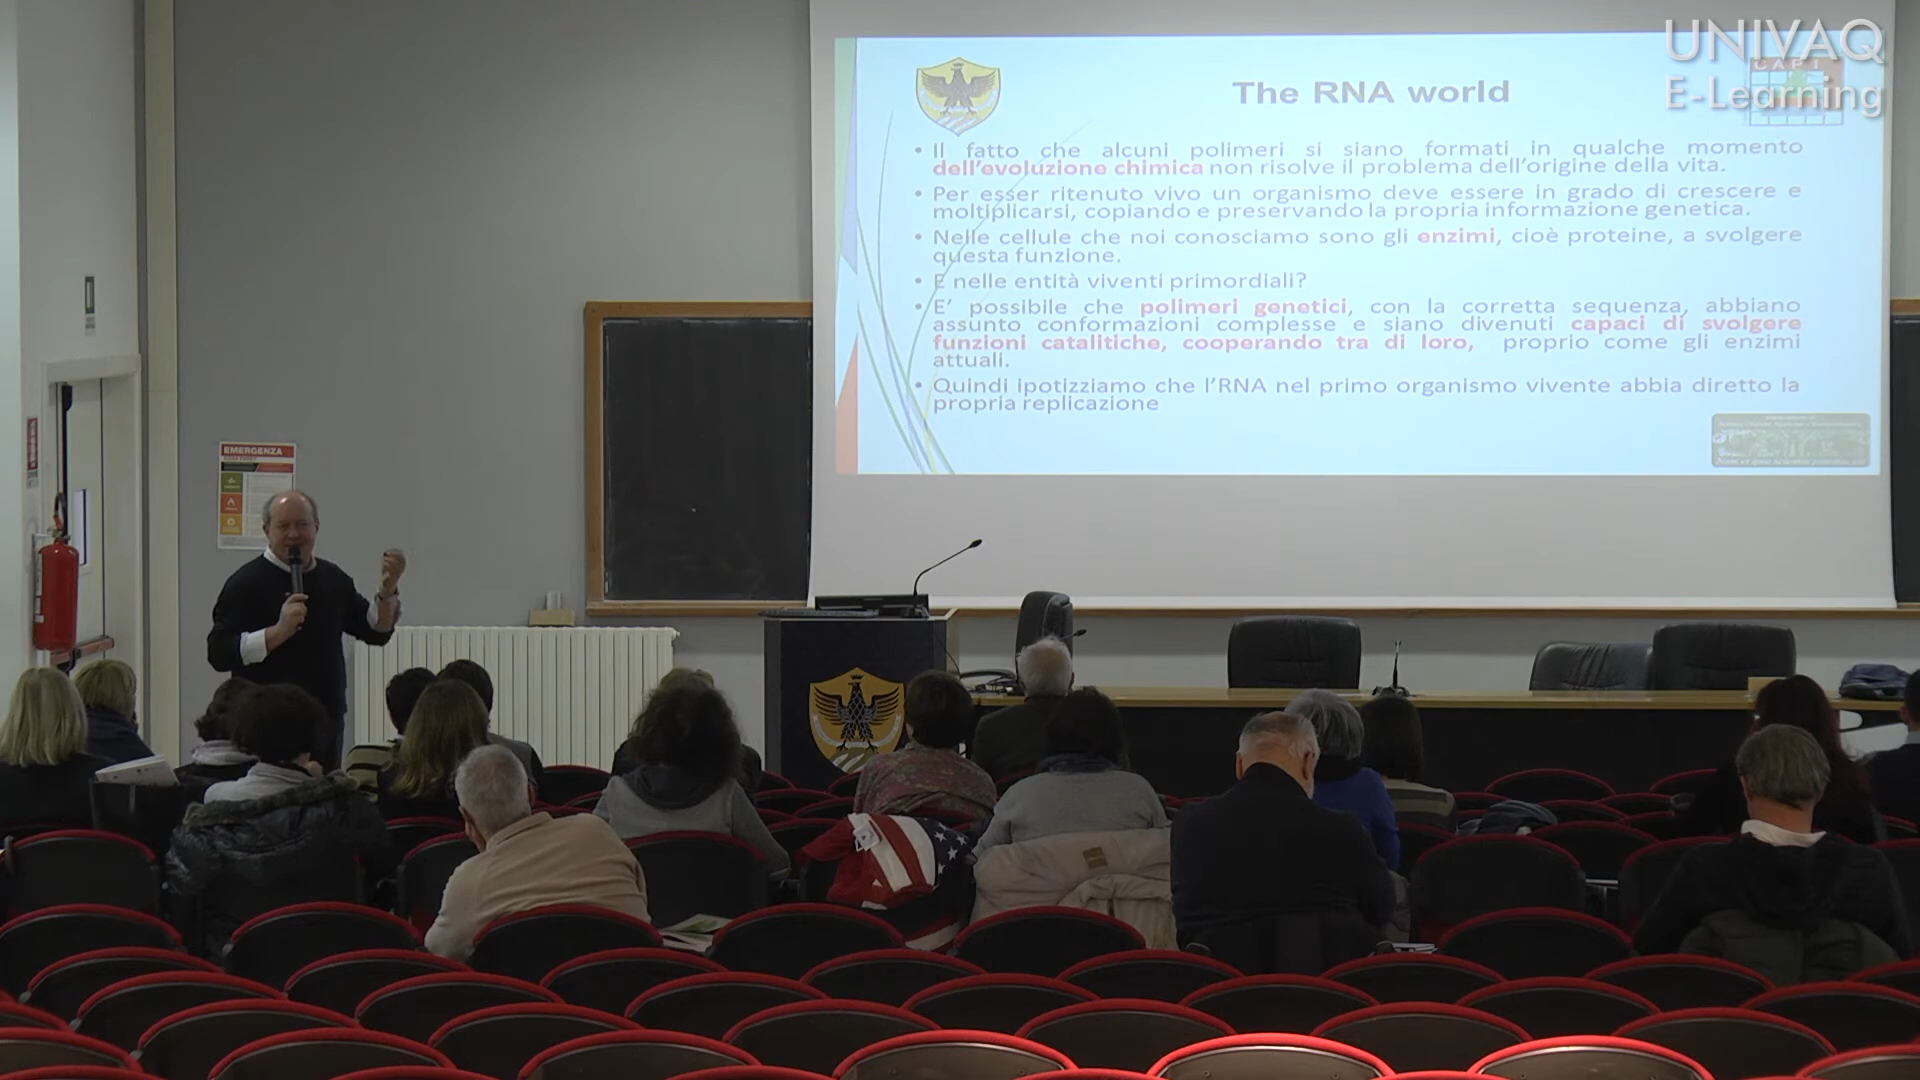 UNIVAQ
E-Learning
The RNA world
• Il fatto che alcuni polimeri si siano formati in qualche momento
dell’evoluzione chimica non risolve il problema dell’origine della vita.
• Per esser ritenuto vivo un organismo deve essere in grado di crescere e
moltiplicarsi, copiando e preservando la propria informazione genetica.
• Nelle cellule che noi conosciamo sono gli enzimi, cioè proteine, a svolgere
questa funzione.
• E nelle entità viventi primordiali?
• E’ possibile che polimeri genetici, con la corretta sequenza, abbiano
assunto conformazioni complesse e siano divenuti capaci di svolgere
funzioni catalitiche, cooperando tra di loro, proprio come gli enzimi
attuali.
• Quindi ipotizziamo che l’RNA nel primo organismo vivente abbia diretto la
propria replicazione
EMERGENZA